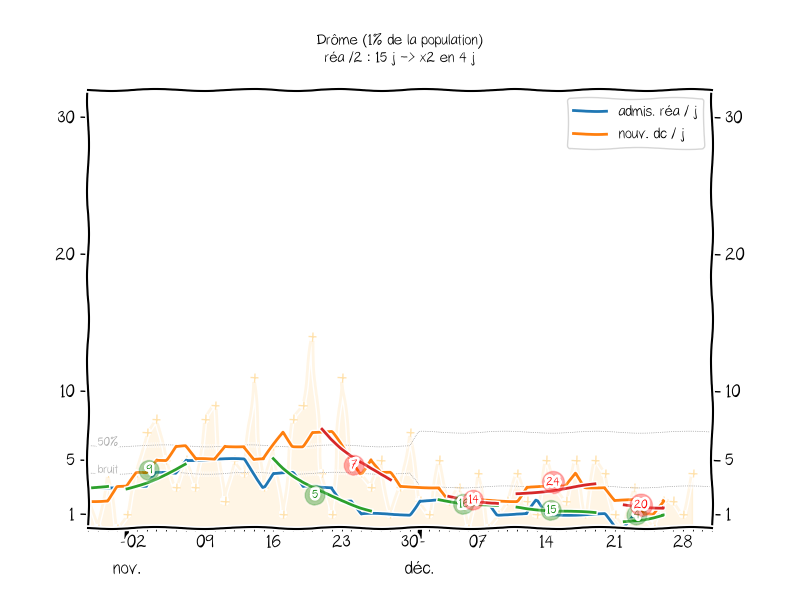 Drôme (1% de la population)
réa /2 : 15 j -> x2 en 4 j
admis. réa / j
nouv. dc / j
30 30
20 20
10 10
50%
5 5
bruit
1 1
9 5 7 14 24 15 20
02 09 16 23 30 07 14 21 28
nov. déc.